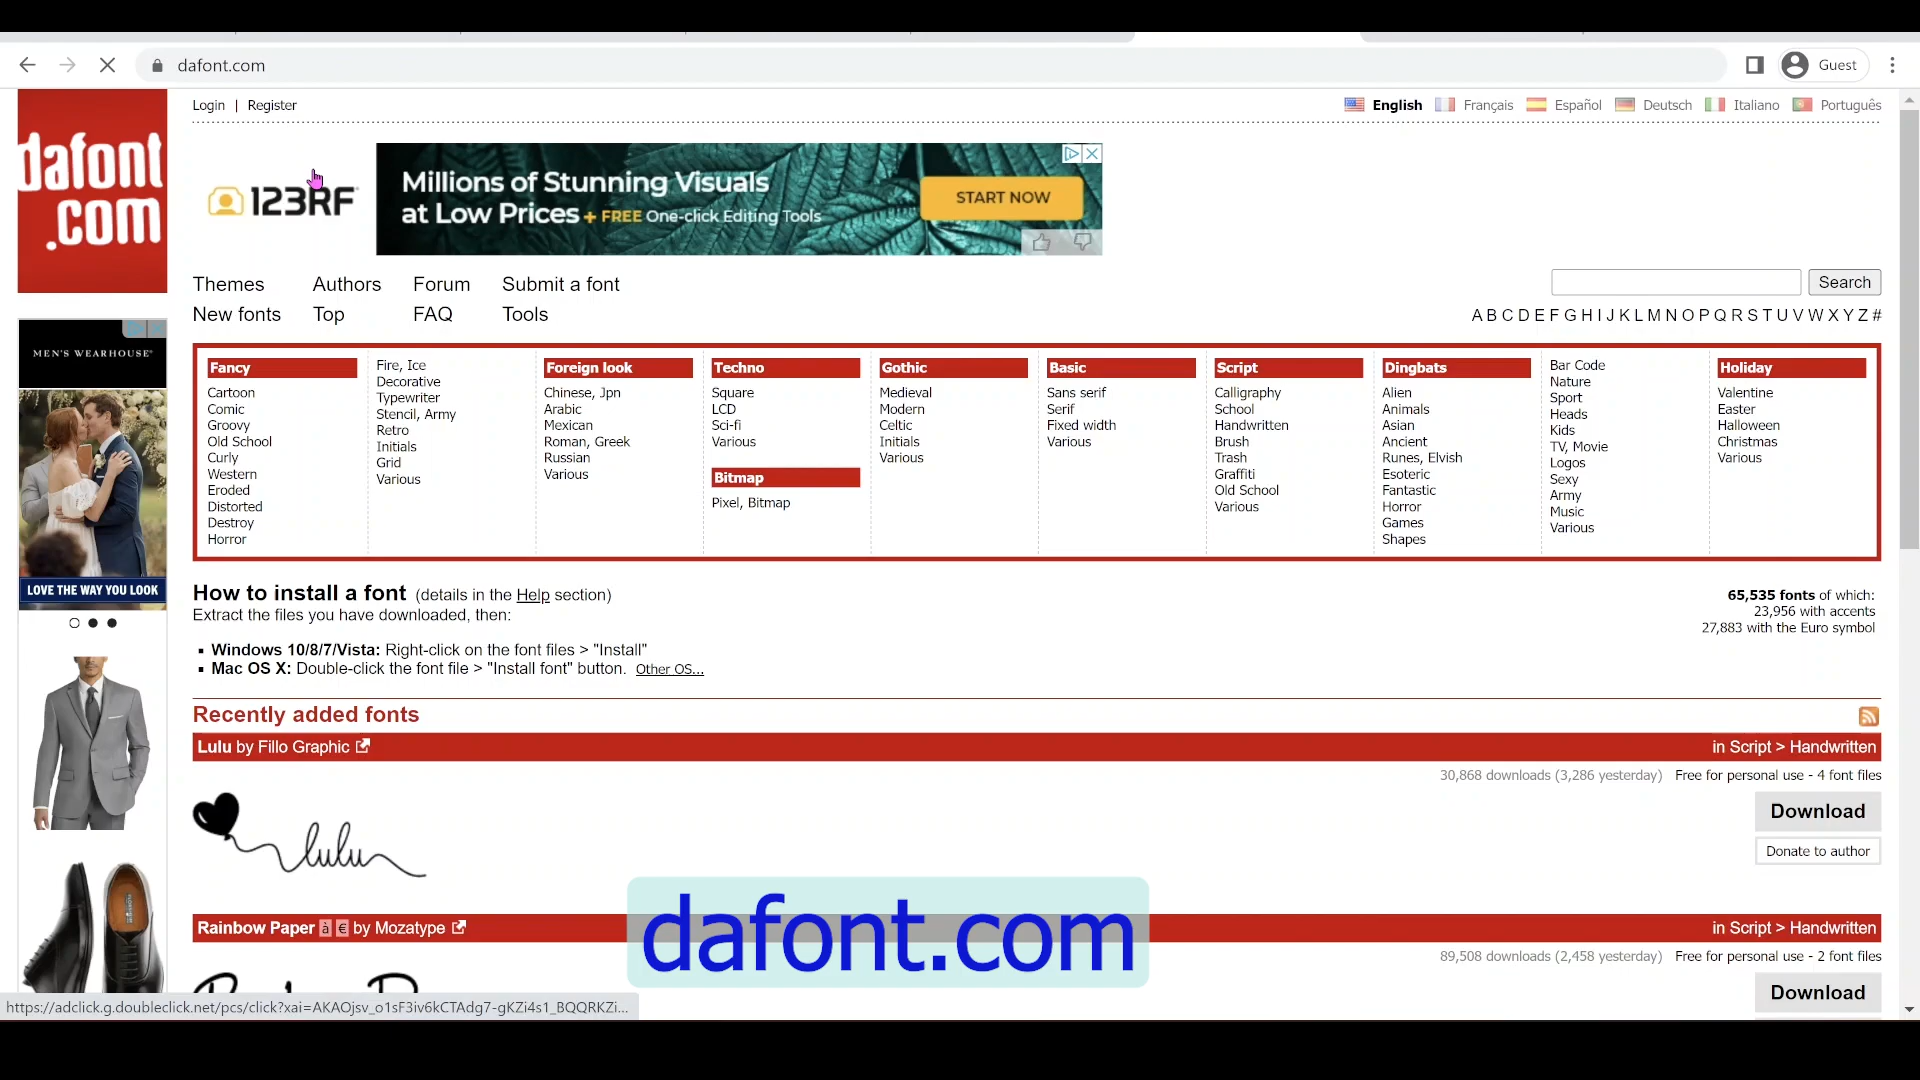 dafont.com
Guest
dafont
.com
Login | Register
English Français Español Deutsch Italiano Português
123RF
Millions of Stunning Visuals
at Low Prices + FREE One-click Editing Tools
START NOW
Themes Authors Forum Submit a font
New fonts Top FAQ Tools
Search
A B C D E F G H I J K L M N O P Q R S T U V W X Y Z #
MEN'S WEARHOUSE
LOVE THE WAY YOU LOOK
Fancy
Cartoon
Comic
Groovy
Old School
Curly
Western
Eroded
Distorted
Destroy
Horror
Fire, Ice
Decorative
Typewriter
Stencil, Army
Retro
Initials
Grid
Various
Foreign look
Chinese, Jpn
Arabic
Mexican
Roman, Greek
Russian
Various
Techno
Square
LCD
Sci-fi
Various
Bitmap
Pixel, Bitmap
Gothic
Medieval
Modern
Celtic
Initials
Various
Basic
Sans serif
Serif
Fixed width
Various
Script
Calligraphy
School
Handwritten
Brush
Trash
Graffiti
Old School
Various
Dingbats
Alien
Animals
Asian
Ancient
Runes, Elvish
Esoteric
Fantastic
Horror
Games
Shapes
Bar Code
Nature
Sport
Heads
Kids
TV, Movie
Logos
Sexy
Army
Music
Various
Holiday
Valentine
Easter
Halloween
Christmas
Various
How to install a font (details in the Help section)
Extract the files you have downloaded, then:
Windows 10/8/7/Vista: Right-click on the font files > "Install"
Mac OS X: Double-click the font file > "Install font" button. Other OS...
65,535 fonts of which:
23,956 with accents
27,883 with the Euro symbol
Recently added fonts
Lulu by Fillo Graphic
in Script > Handwritten
30,868 downloads (3,286 yesterday) Free for personal use - 4 font files
lulu
Download
Donate to author
Rainbow Paper à € by Mozatype
in Script > Handwritten
89,508 downloads (2,458 yesterday) Free for personal use - 2 font files
Download
dafont.com
https://adclick.g.doubleclick.net/pcs/click?xai=AKAOjsv_o1sF3iv6kCTAdg7-gKZi4s1_BQQRKZi...